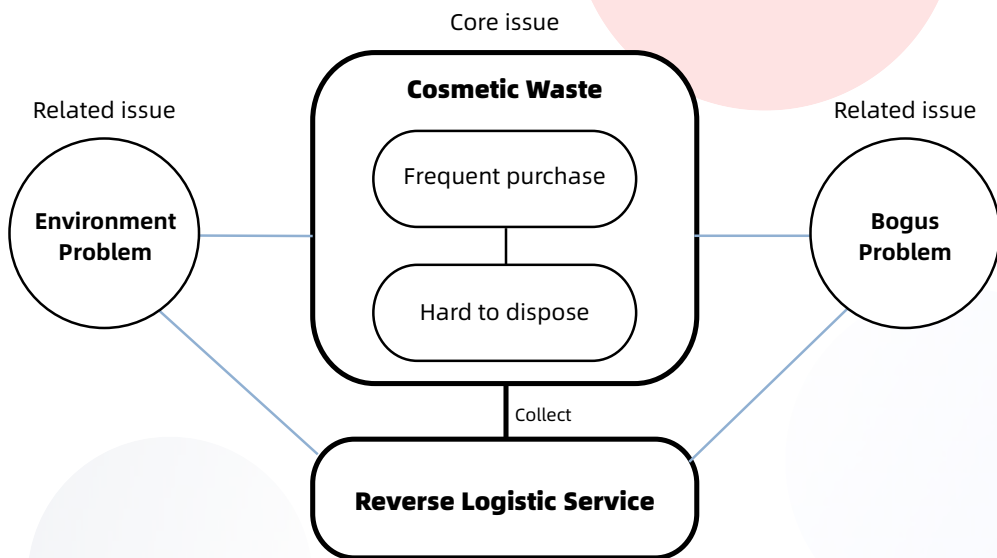 Core issue
Cosmetic Waste
Related issue
Related issue
Frequent purchase
Environment
Problem
Bogus
Problem
Hard to dispose
Collect
Reverse Logistic Service